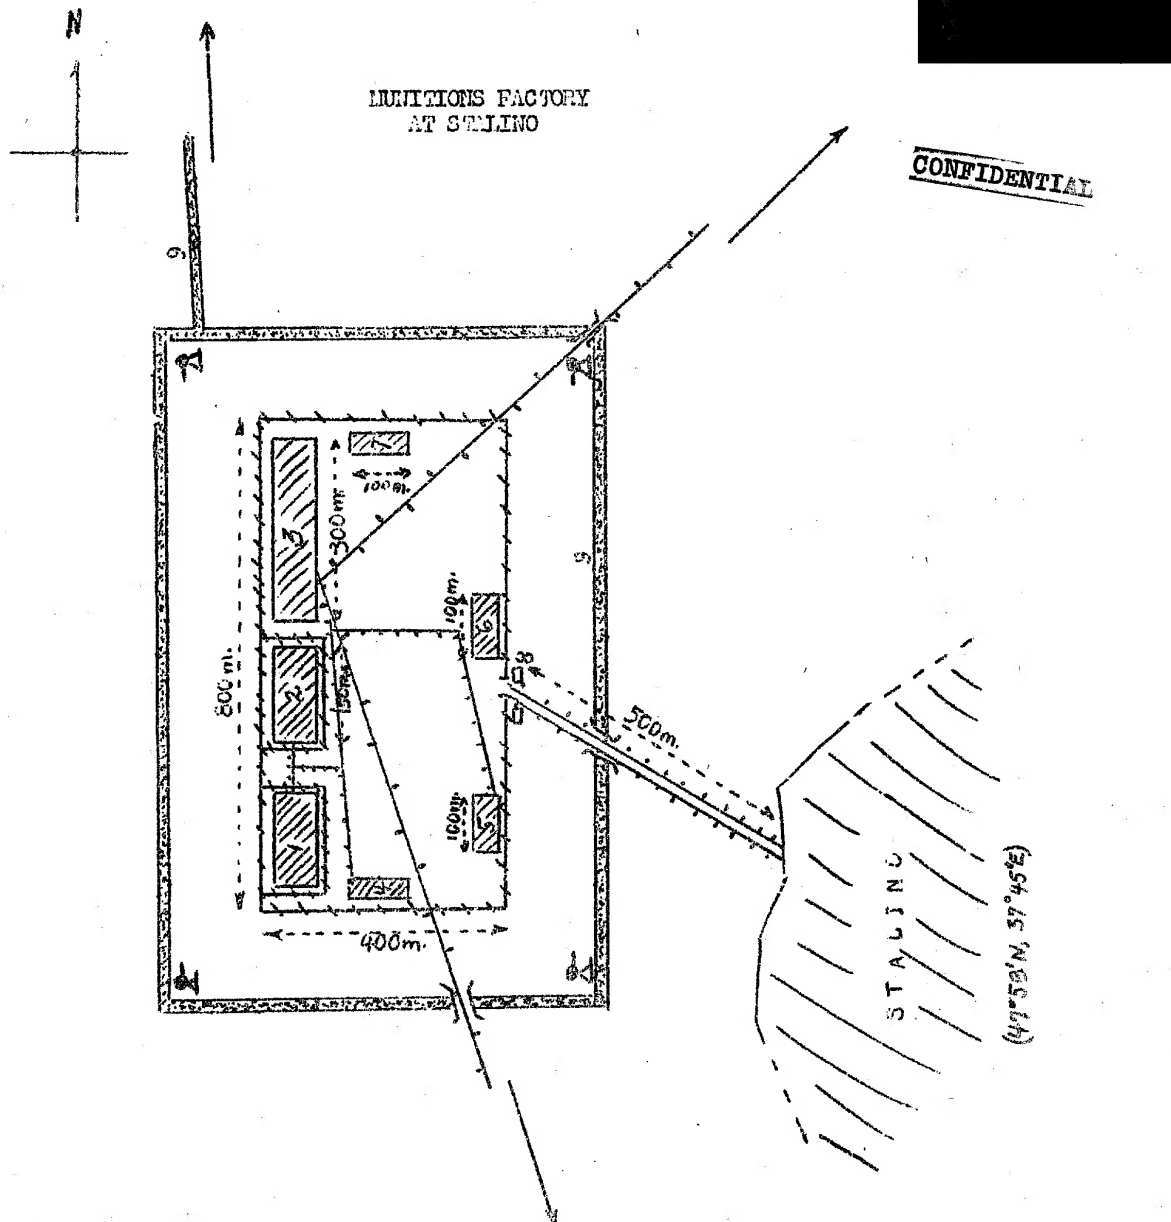 N
MUNITIONS FACTORY
AT STALINO
CONFIDENTIAL
9
7
100m.
3
300m.
9
100m.
6
800m.
2
150m.
8
500m.
1
100m.
5
4
400m.
STALINO
(47°58'N, 37°45'E)